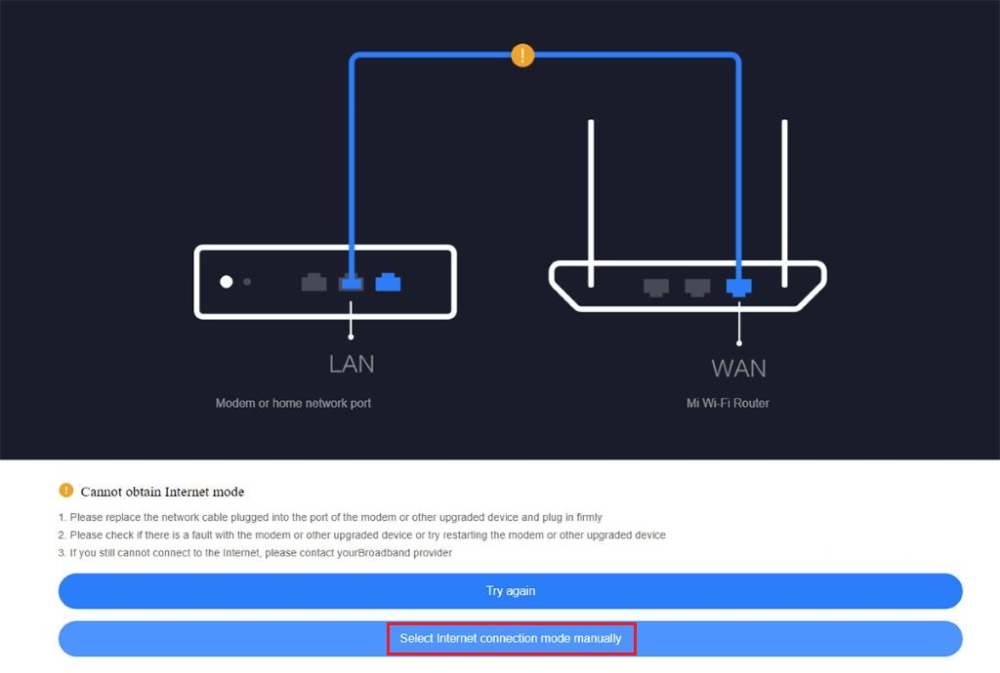 LAN
WAN
Modem or home network port
Mi Wi-Fi Router
Cannot obtain Internet mode
1. Please replace the network cable plugged into the port of the modem or other upgraded device and plug in firmly
2. Please check if there is a fault with the modem or other upgraded device or try restarting the modem or other upgraded device
3. If you still cannot connect to the Internet, please contact yourBroadband provider
Try again
Select Internet connection mode manually